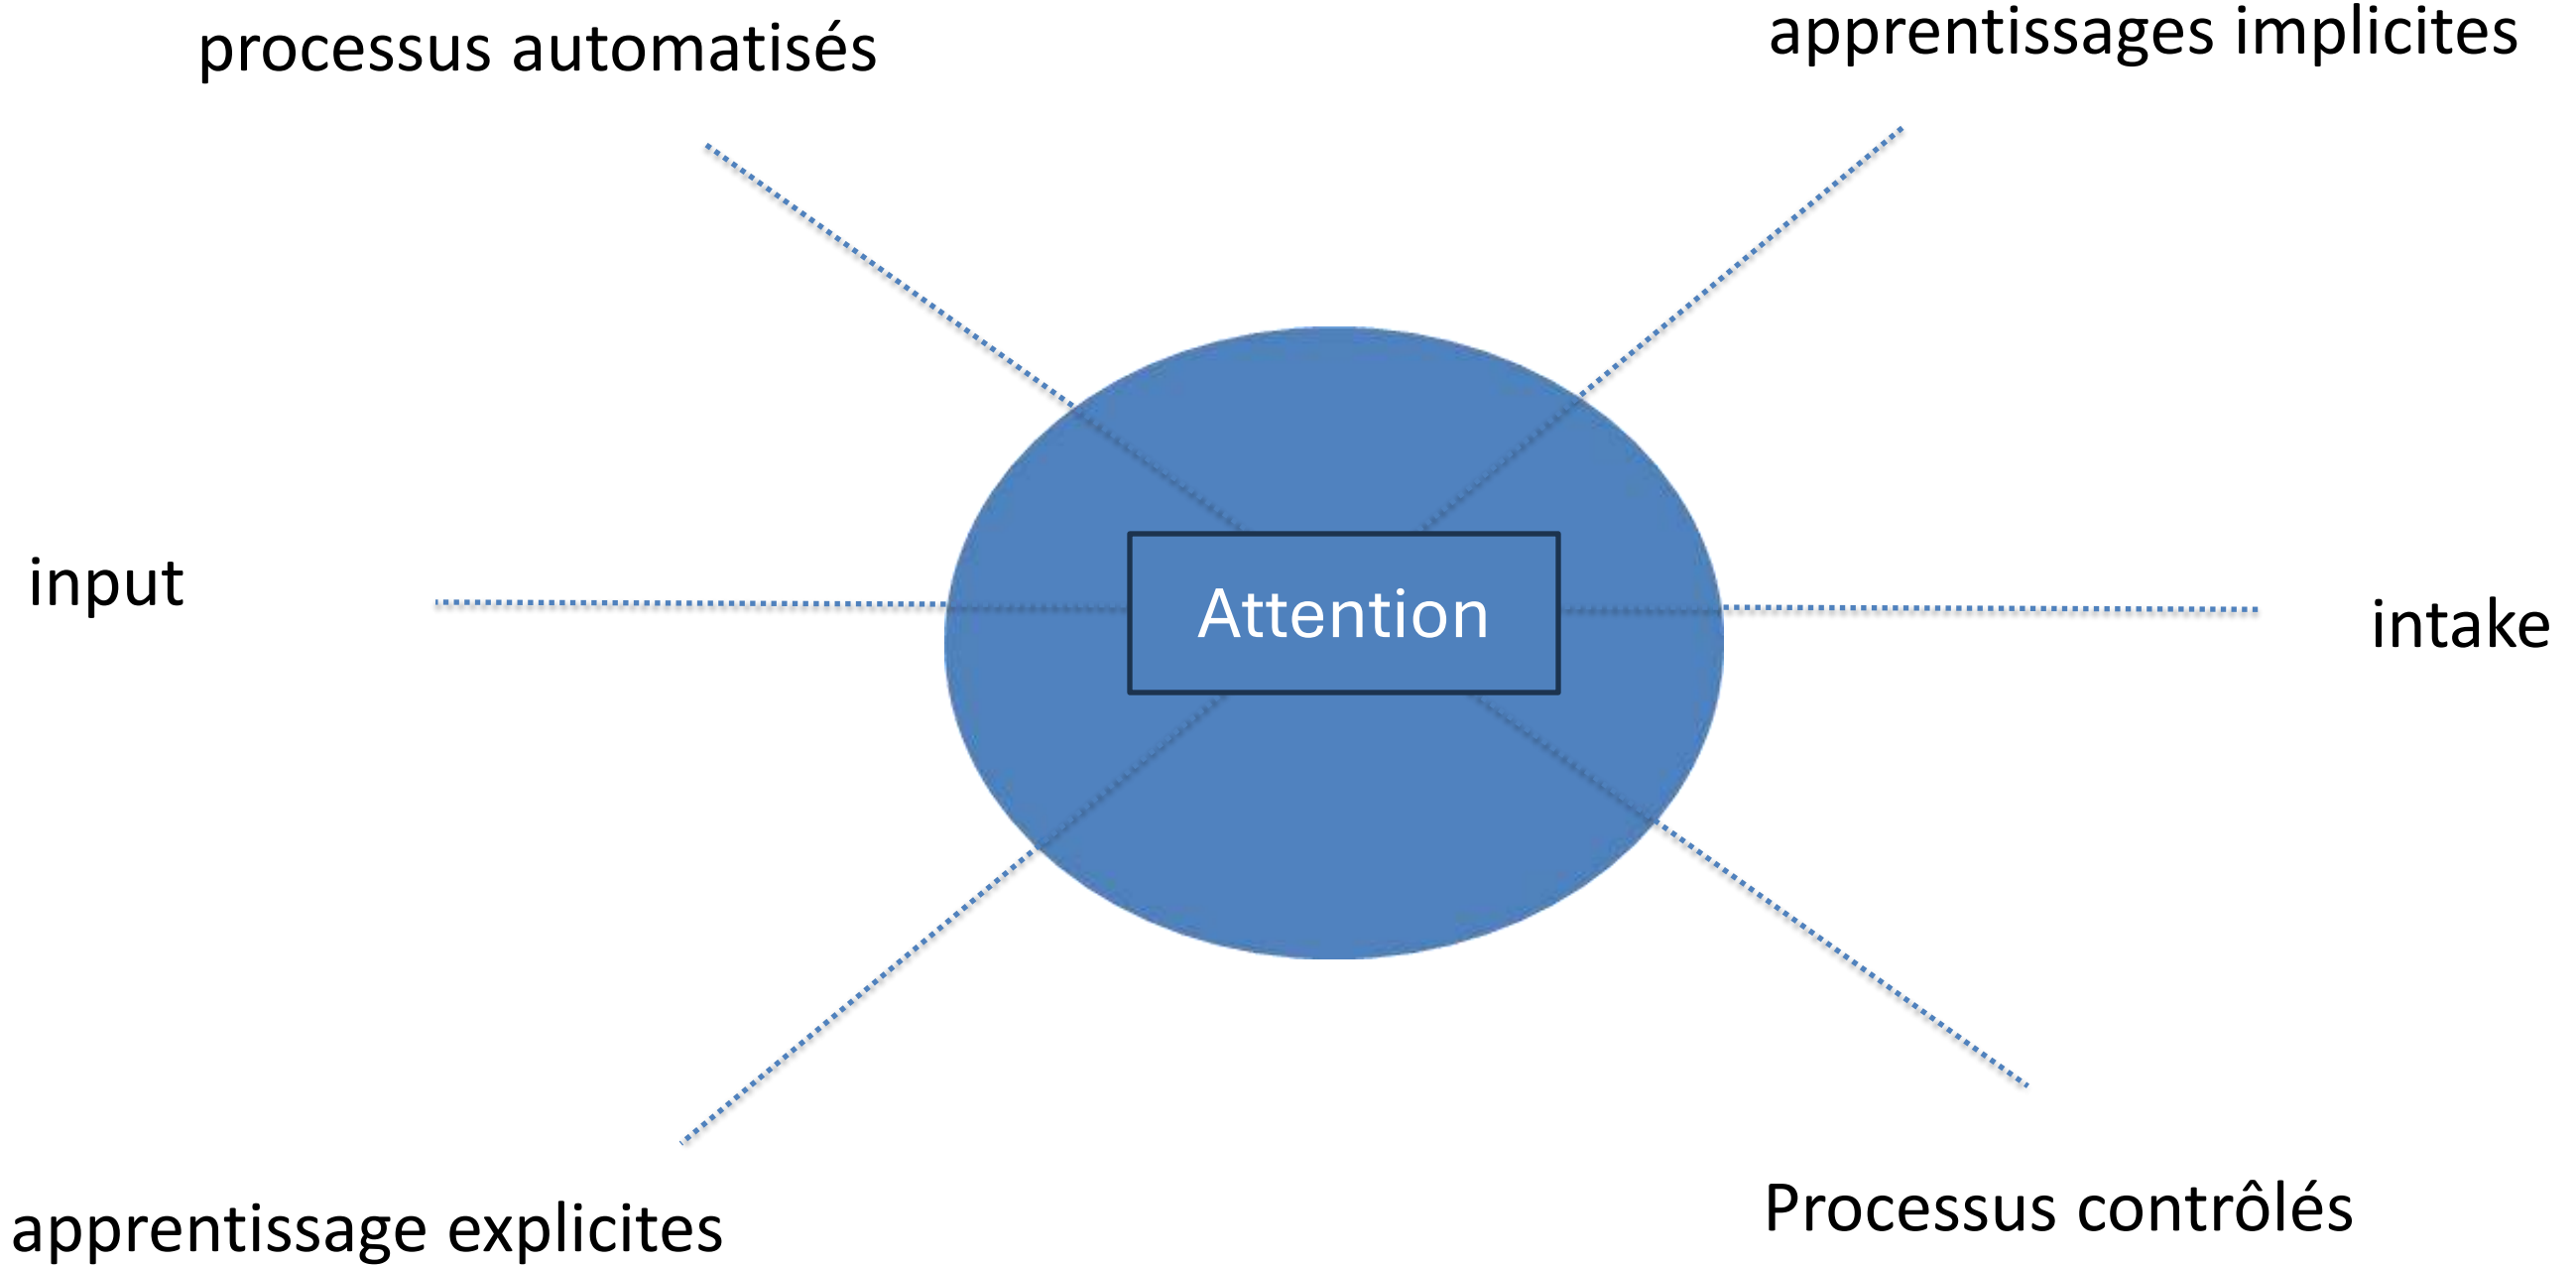 processus automatisés
apprentissages implicites
input
Attention
intake
apprentissage explicites
Processus contrôlés